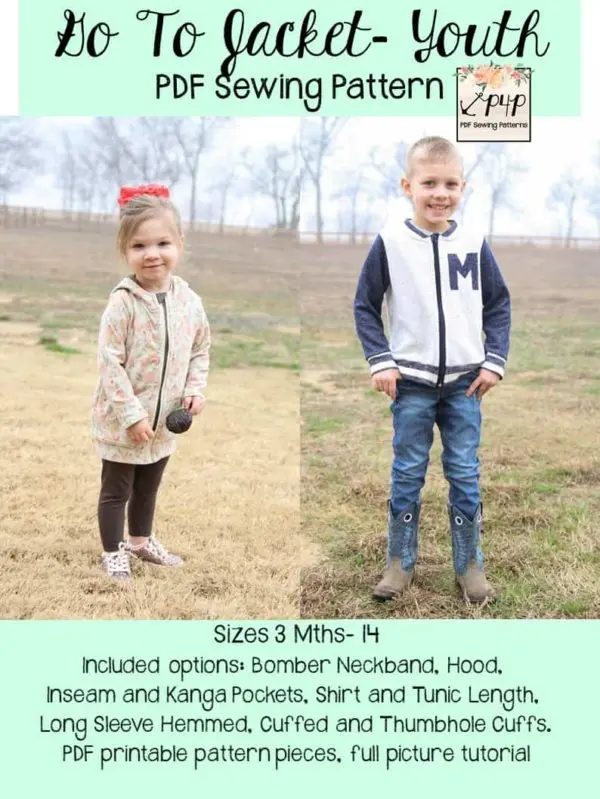 Go To Jacket- Youth
PDF Sewing Pattern
P4P
PDF Sewing Patterns
M
Sizes 3 Mths- 14
Included options: Bomber Neckband, Hood,
Inseam and Kanga Pockets, Shirt and Tunic Length,
Long Sleeve Hemmed, Cuffed and Thumbhole Cuffs.
PDF printable pattern pieces, full picture tutorial